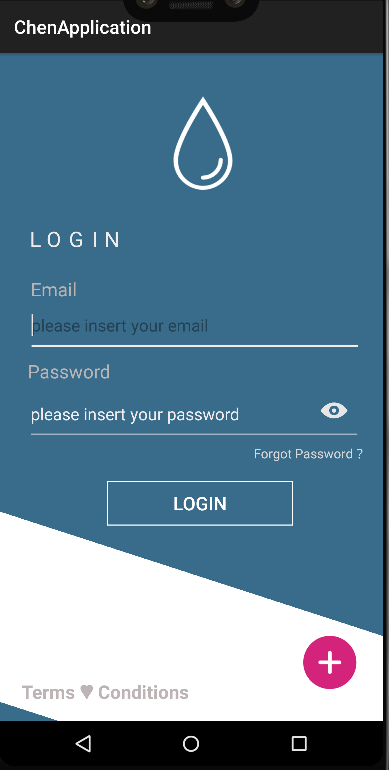 ChenApplication
LOGIN
Email
please insert your email
Password
please insert your password
Forgot Password ?
LOGIN
Terms ♥ Conditions